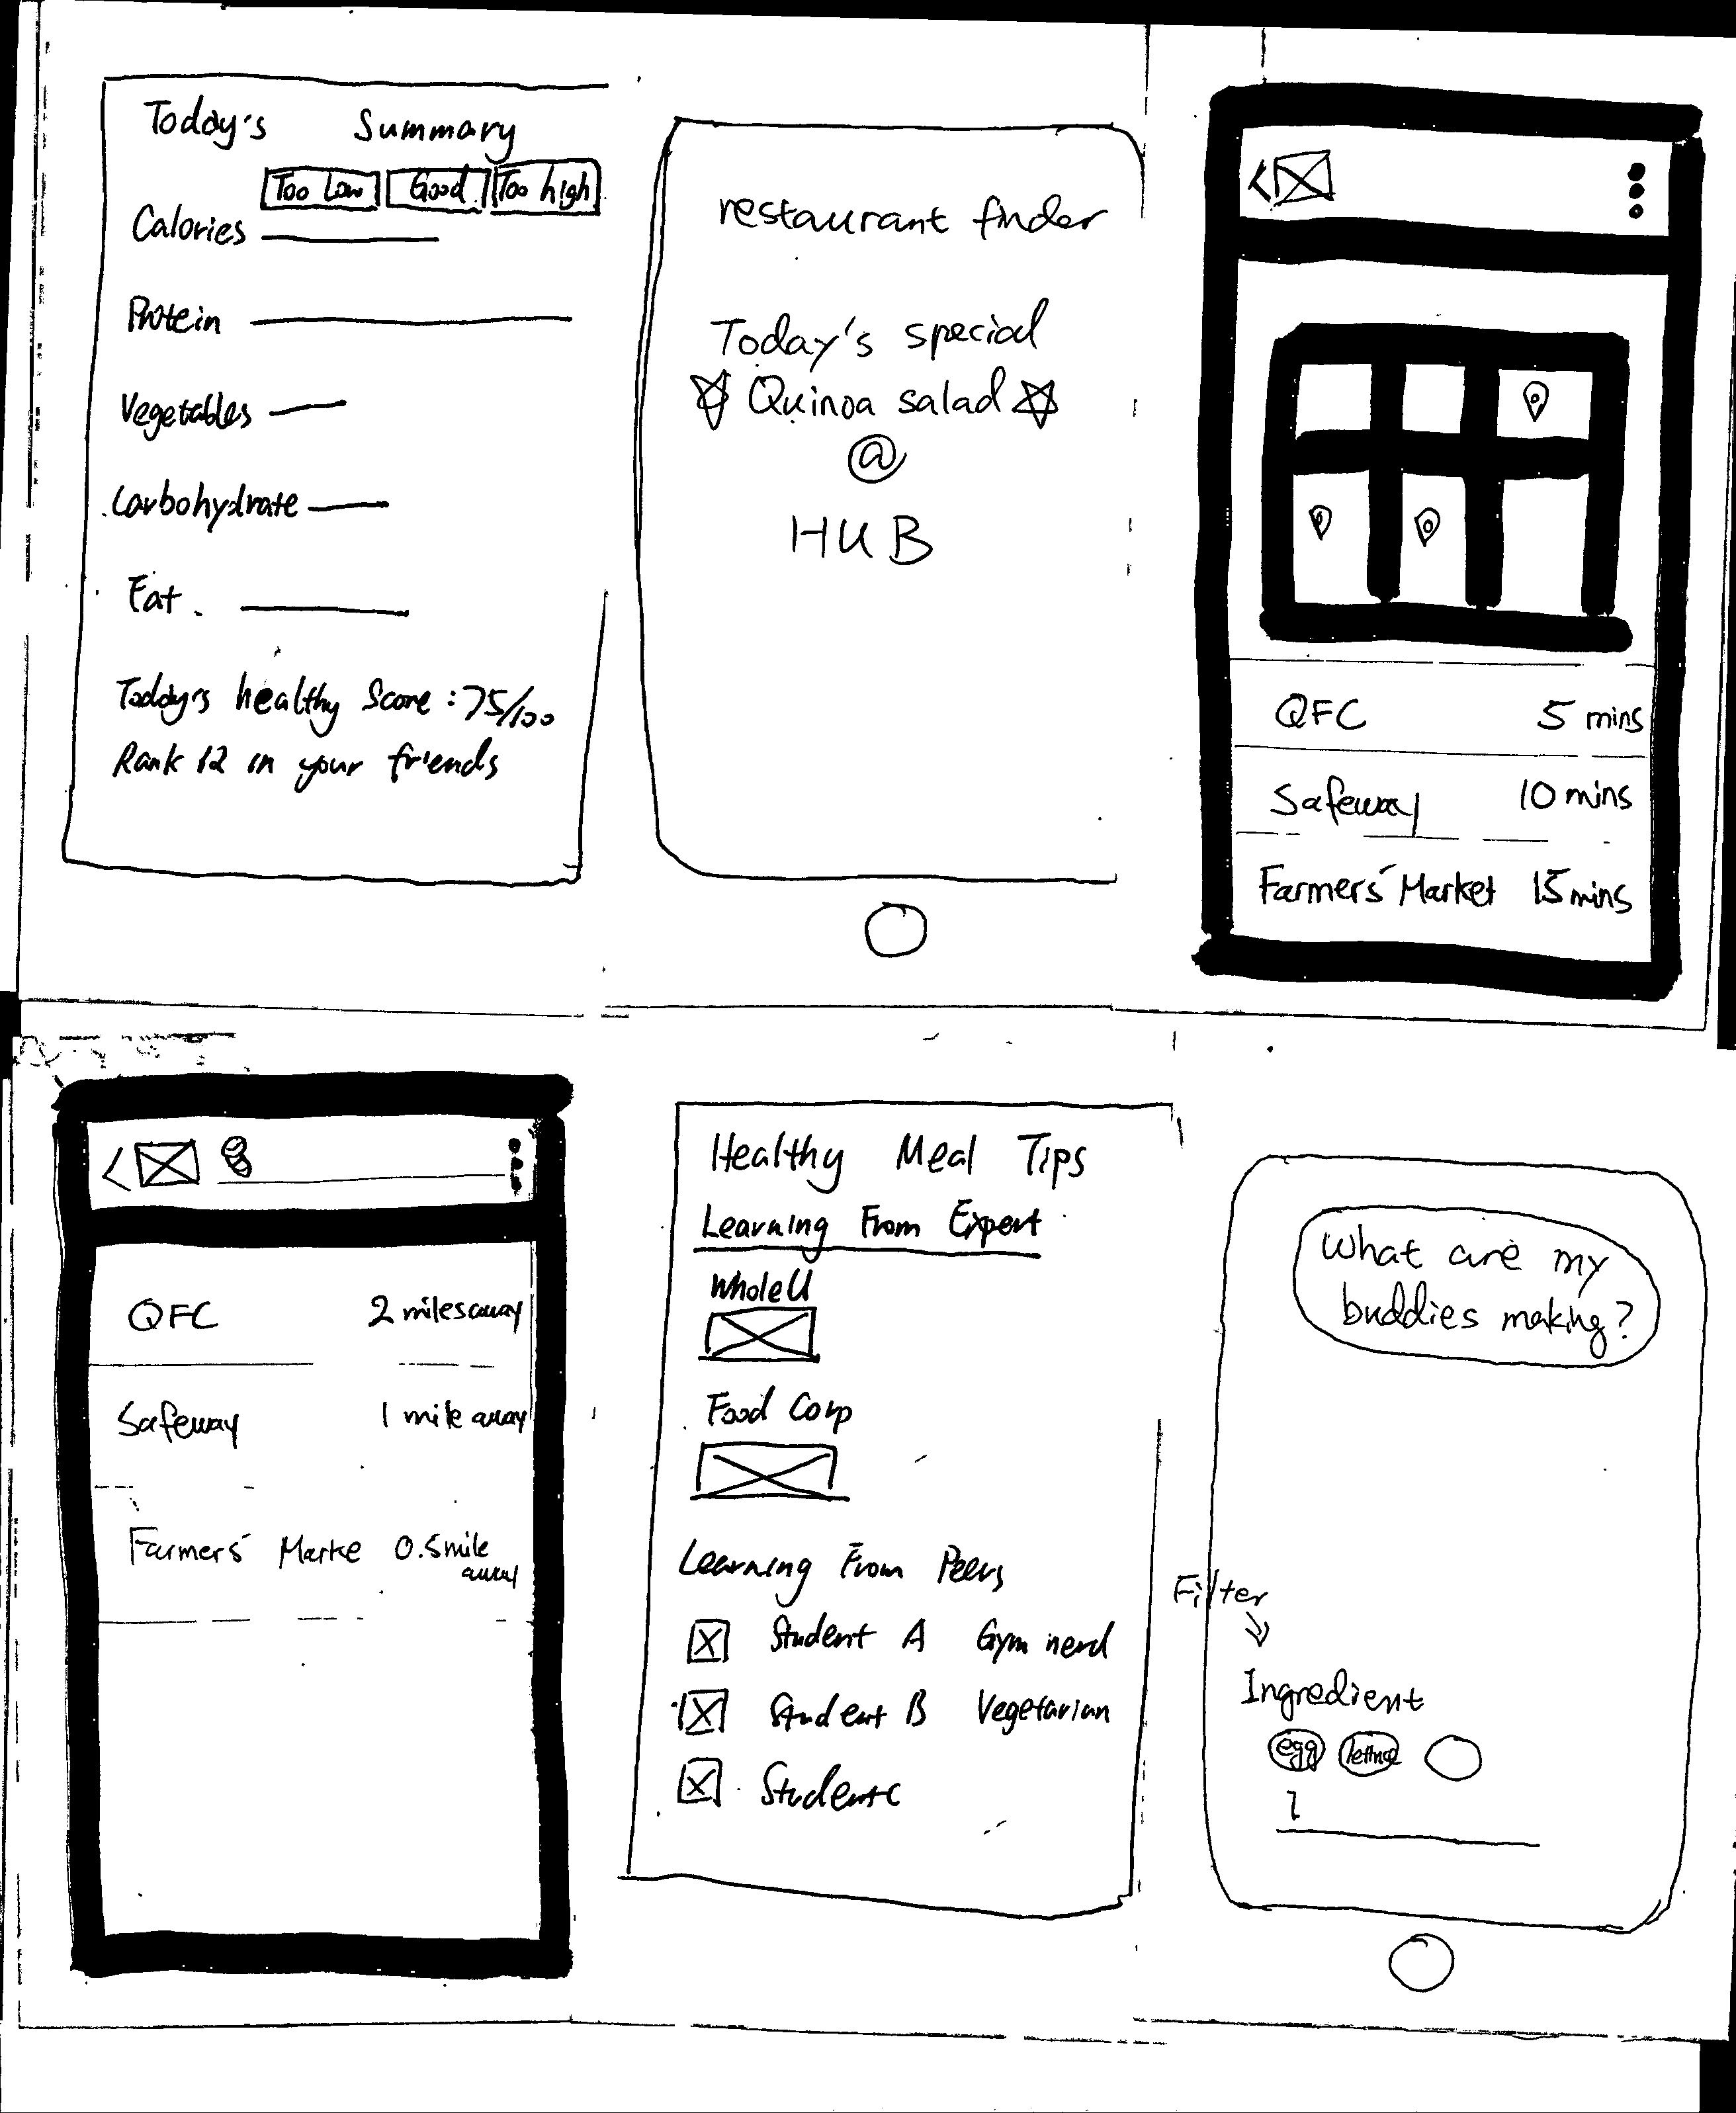 Today's Summary
Too Low Good Too high
Calories
Protein
Vegetables
Carbohydrate
Fat
Today's healthy Score : 75/100
Rank 12 in your friends
restaurant finder
Today's special
Quinoa salad
@
HUB
QFC 5 mins
Safeway 10 mins
Farmers' Market 15 mins
QFC 2 miles away
Safeway 1 mile away
Farmers' Marke 0.5 mile
away
Healthy Meal Tips
Learning From Expert
Whole U
Food Corp
Learning From Peers
Student A Gym nerd
Student B Vegetarian
Student C
What are my
buddies making?
Filter
Ingredient
egg lettuce